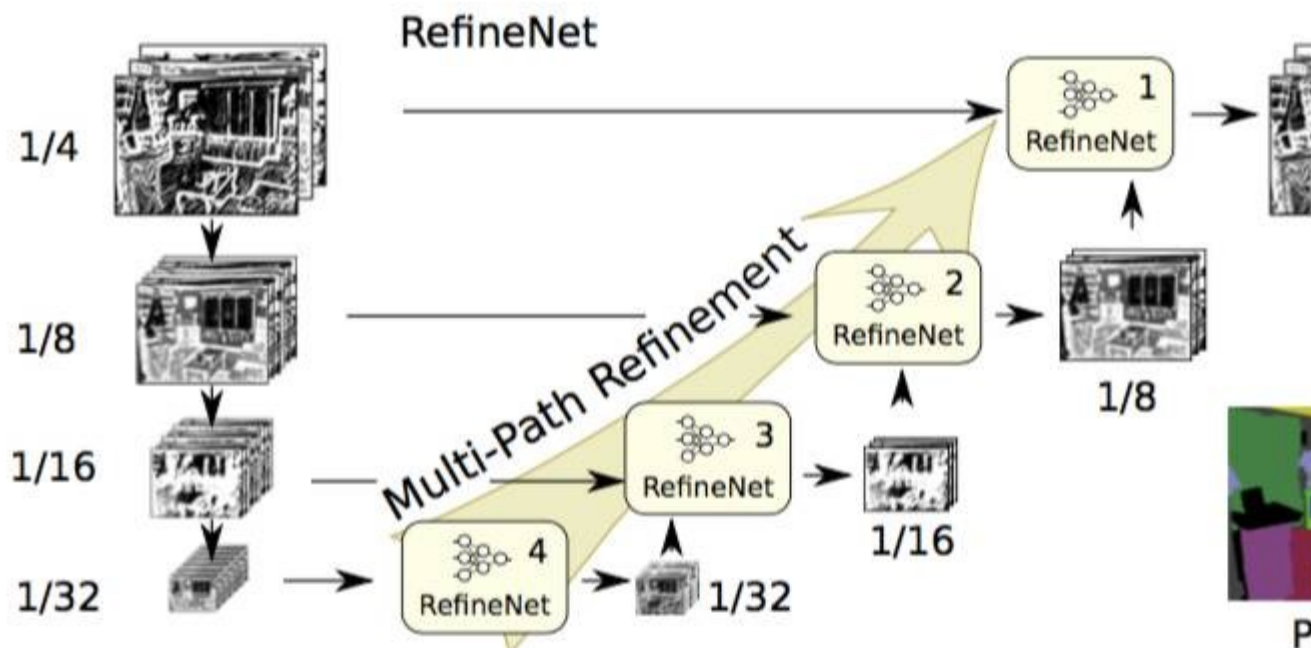 RefineNet
1/4
1
RefineNet
1/8
Multi-Path Refinement
2
RefineNet
1/8
1/16
3
RefineNet
1/16
1/32
4
RefineNet
1/32
P